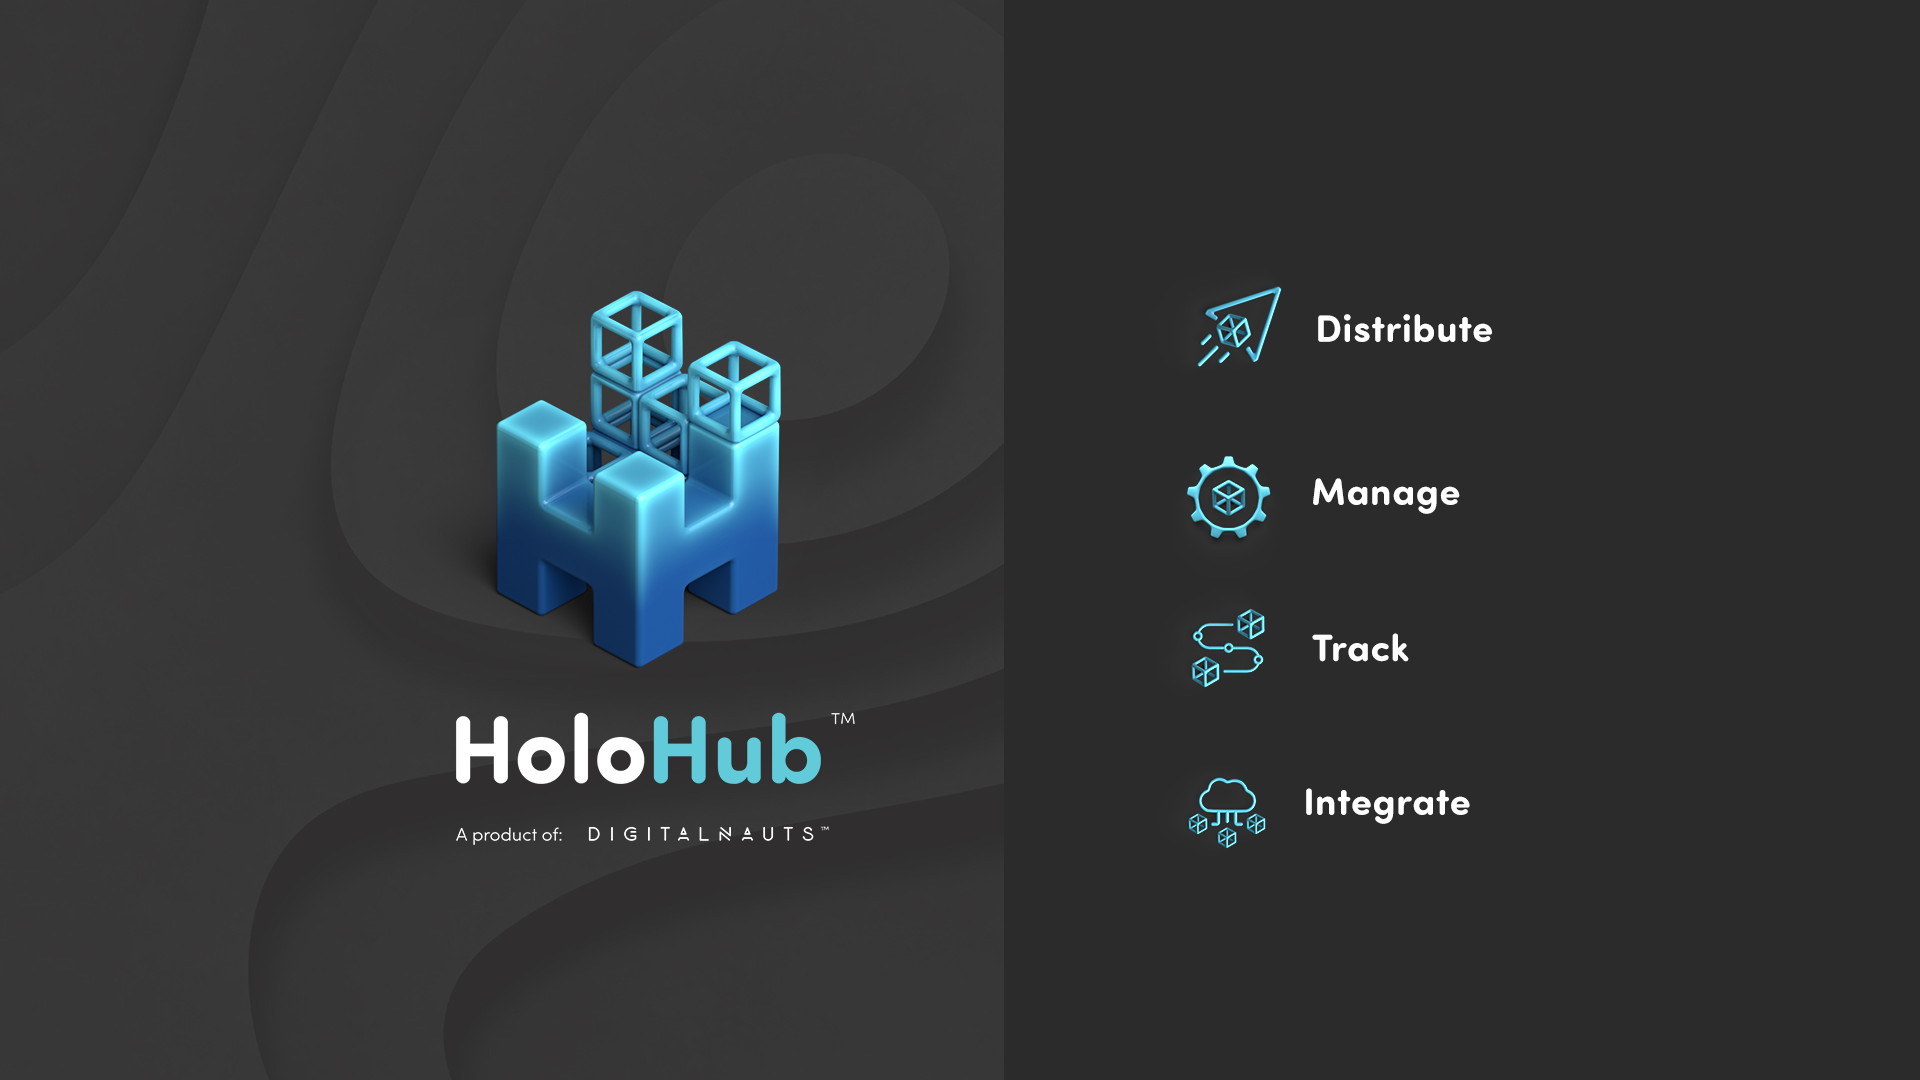 HoloHub™
A product of: DIGITALNAUTS™
Distribute
Manage
Track
Integrate